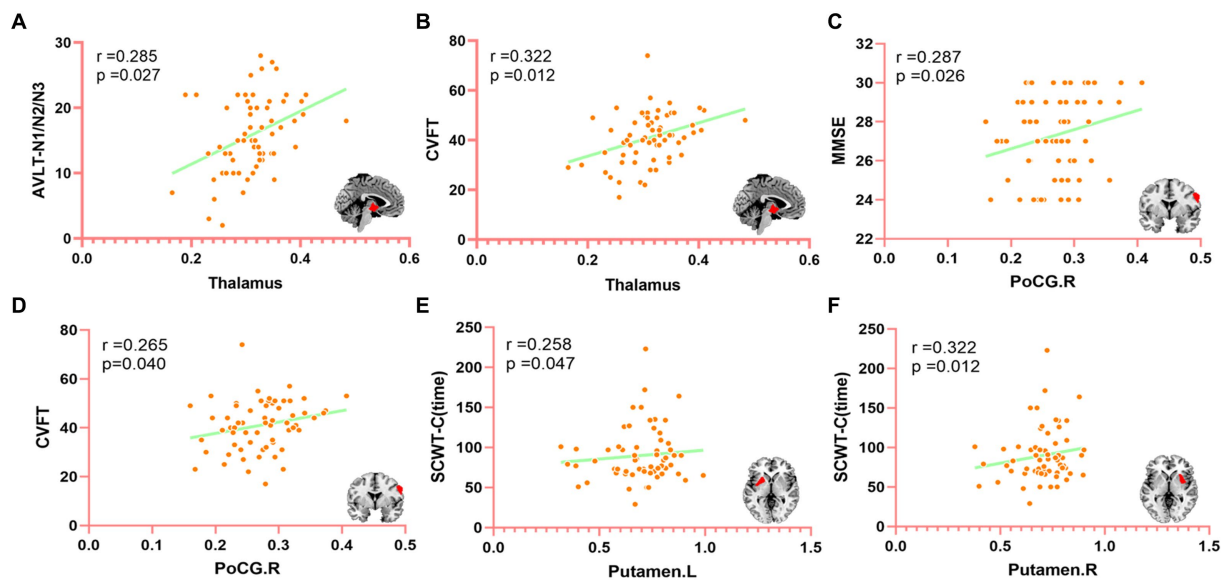 A
r =0.285
p =0.027
AVLT-N1/N2/N3
30
20
10
0
0.0 0.2 0.4 0.6
Thalamus
B
r =0.322
p =0.012
CVFT
80
60
40
20
0
0.0 0.2 0.4 0.6
Thalamus
C
r =0.287
p =0.026
MMSE
32
30
28
26
24
22
0.0 0.1 0.2 0.3 0.4 0.5
PoCG.R
D
r =0.265
p=0.040
CVFT
80
60
40
20
0
0.0 0.1 0.2 0.3 0.4 0.5
PoCG.R
E
r =0.258
p =0.047
SCWT-C(time)
250
200
150
100
50
0
0.0 0.5 1.0 1.5
Putamen.L
F
r =0.322
p =0.012
SCWT-C(time)
250
200
150
100
50
0
0.0 0.5 1.0 1.5
Putamen.R